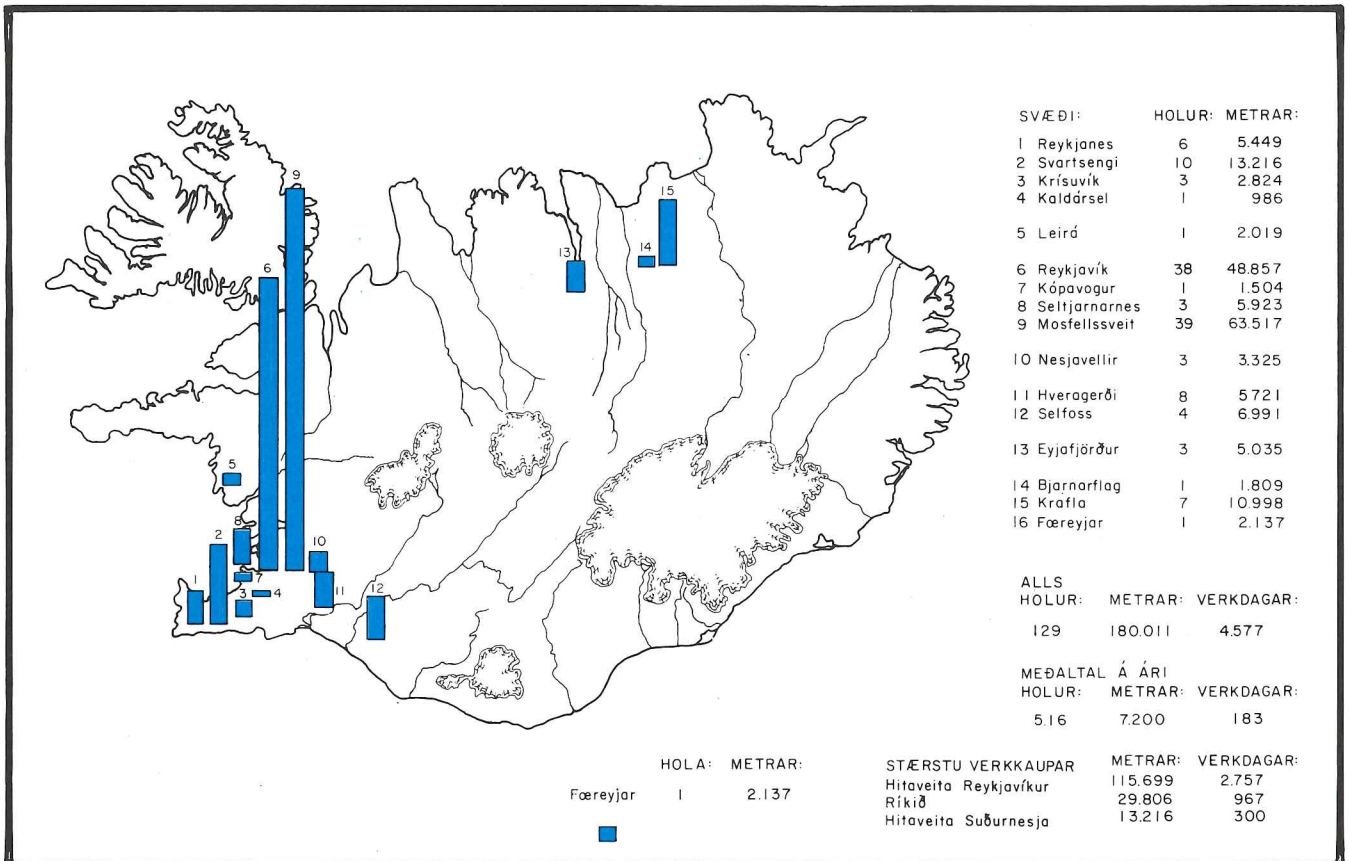 9
6
15
14
13
5
8
2
7
10
1
3
4
11
12
SVÆÐI: HOLUR: METRAR:
1 Reykjanes 6 5.449
2 Svartsengi 10 13.216
3 Krísuvík 3 2.824
4 Kaldársel 1 986
5 Leirá 1 2.019
6 Reykjavík 38 48.857
7 Kópavogur 1 1.504
8 Seltjarnarnes 3 5.923
9 Mosfellssveit 39 63.517
10 Nesjavellir 3 3.325
11 Hveragerði 8 5721
12 Selfoss 4 6.991
13 Eyjafjörður 3 5.035
14 Bjarnarflag 1 1.809
15 Krafla 7 10.998
16 Færeyjar 1 2.137
ALLS
HOLUR: METRAR: VERKDAGAR:
129 180.011 4.577
MEÐALTAL Á ÁRI
HOLUR: METRAR: VERKDAGAR:
5.16 7.200 183
HOLA: METRAR:
Færeyjar 1 2.137
STÆRSTU VERKKAUPAR METRAR: VERKDAGAR:
Hitaveita Reykjavíkur 115.699 2.757
Ríkið 29.806 967
Hitaveita Suðurnesja 13.216 300